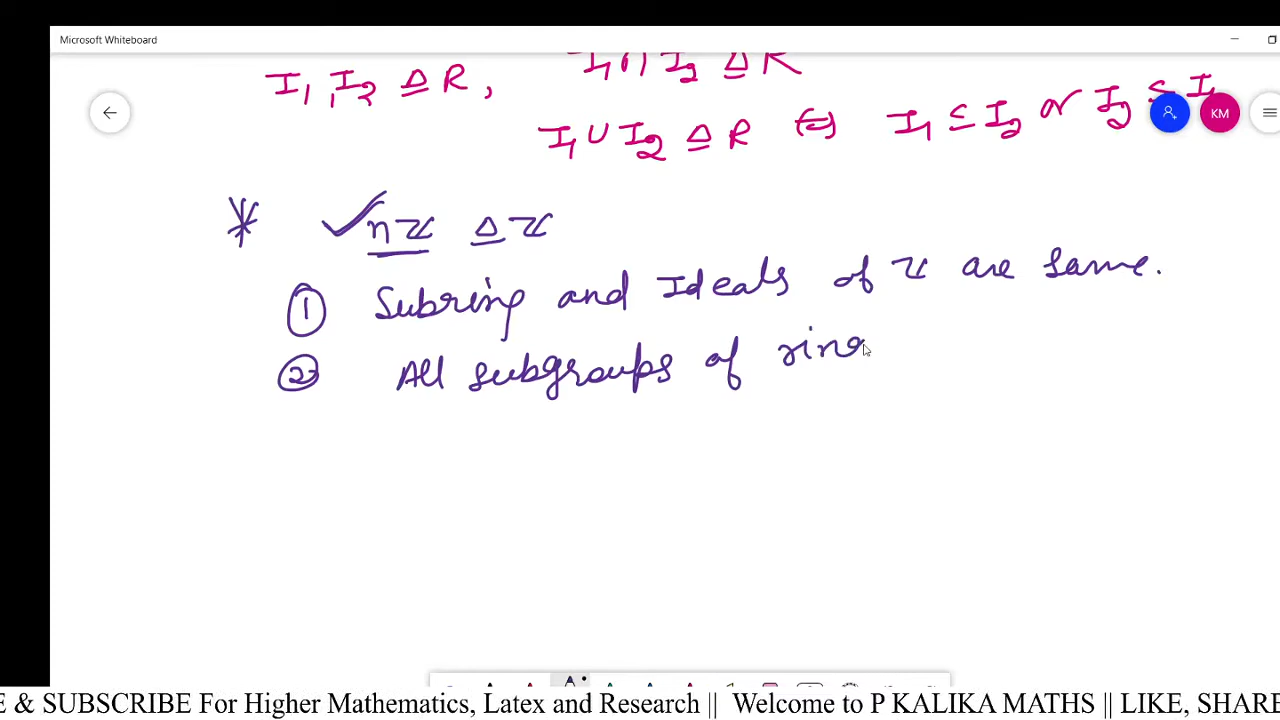 Microsoft Whiteboard
I₁, I₂ ⊴ R, I₁ ∩ I₂ ⊴ R
I₁ ∪ I₂ ⊴ R ⇔ I₁ ⊆ I₂ or I₂ ⊆ I₁
KM
* ✓ nℤ ⊴ ℤ
① Subring and Ideals of ℤ are same.
② All subgroups of ring
E & SUBSCRIBE For Higher Mathematics, Latex and Research || Welcome to P KALIKA MATHS || LIKE, SHARE